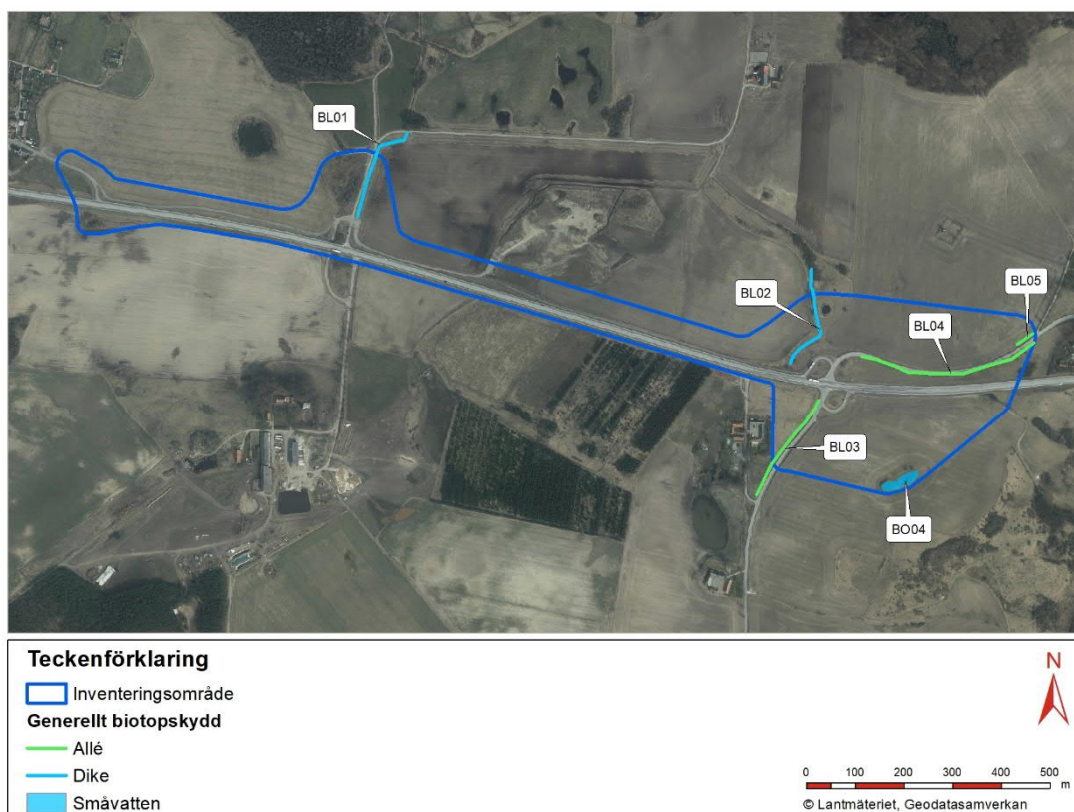 BL01
BL05
BL02
BL04
BL03
BO04
Teckenförklaring
Inventeringsområde
Generellt biotopskydd
Allé
Dike
Småvatten
N
0 100 200 300 400 500
m
© Lantmäteriet, Geodatasamverkan